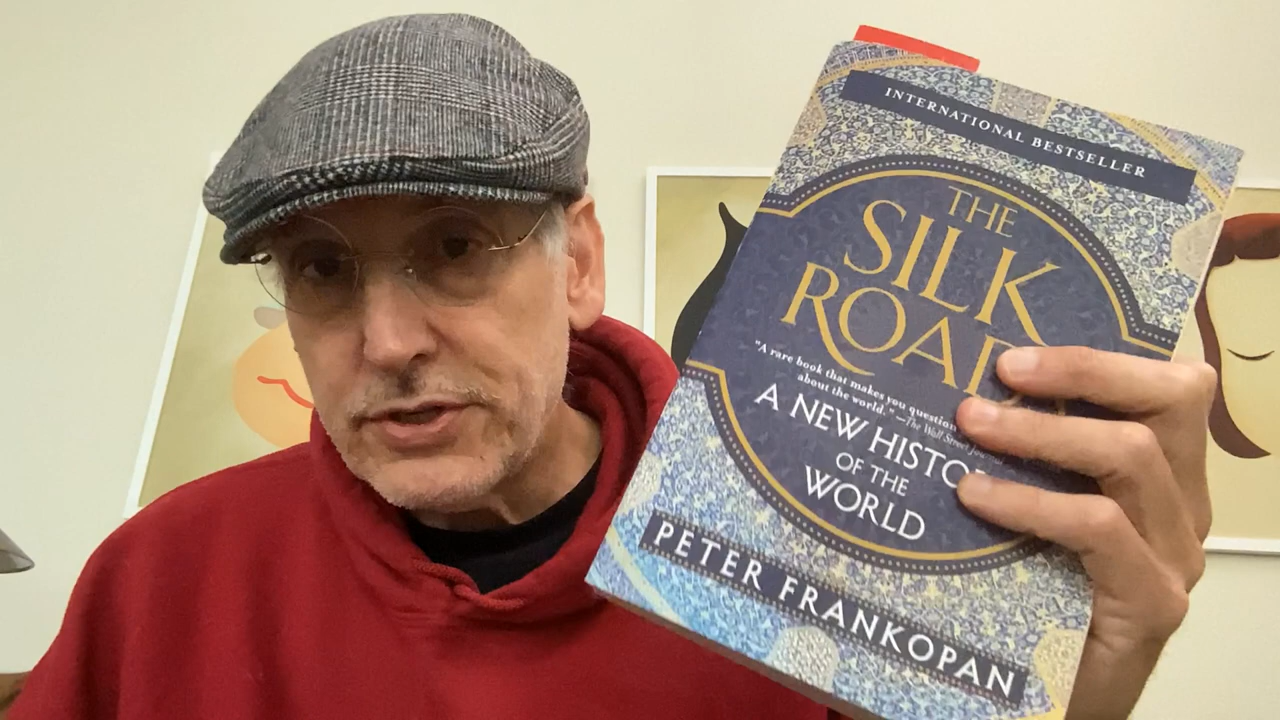 INTERNATIONAL BESTSELLER
THE
SILK
ROAD
"A rare book that makes you question
about the world." —The Wall Street Journal
A NEW HISTO
OF THE
WORLD
PETER FRANKOPAN